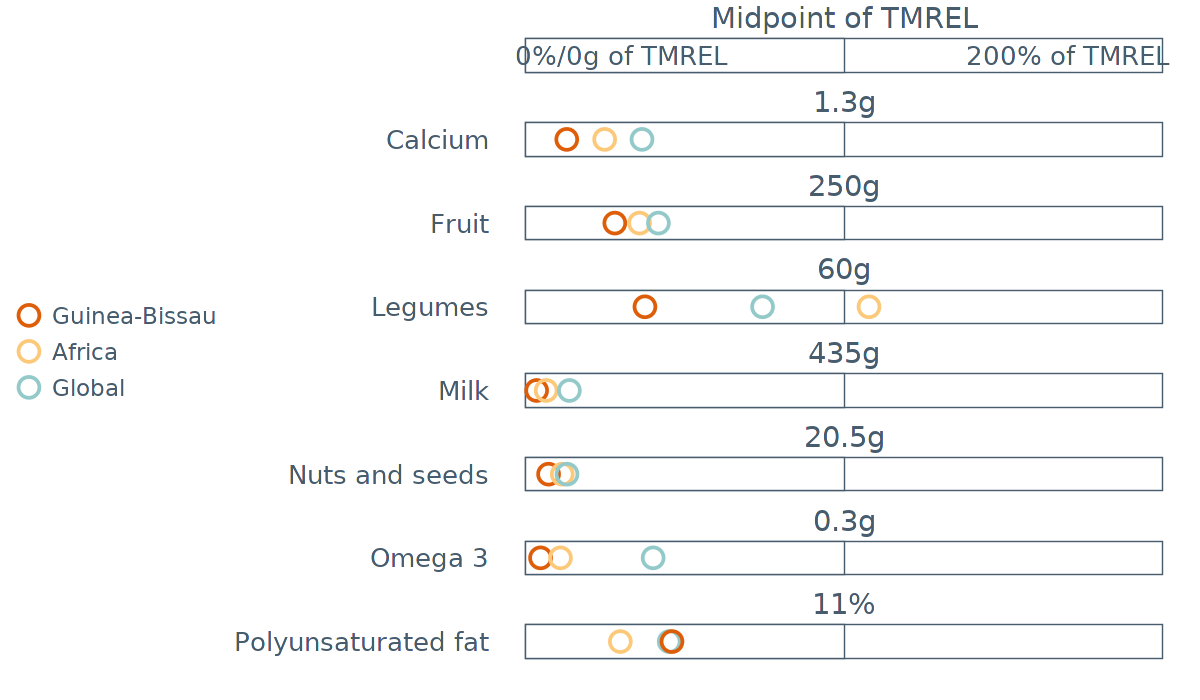 Midpoint of TMREL
0%/0g of TMREL 200% of TMREL
1.3g
Calcium
250g
Fruit
60g
Legumes
435g
Milk
20.5g
Nuts and seeds
0.3g
Omega 3
11%
Polyunsaturated fat
Guinea-Bissau
Africa
Global